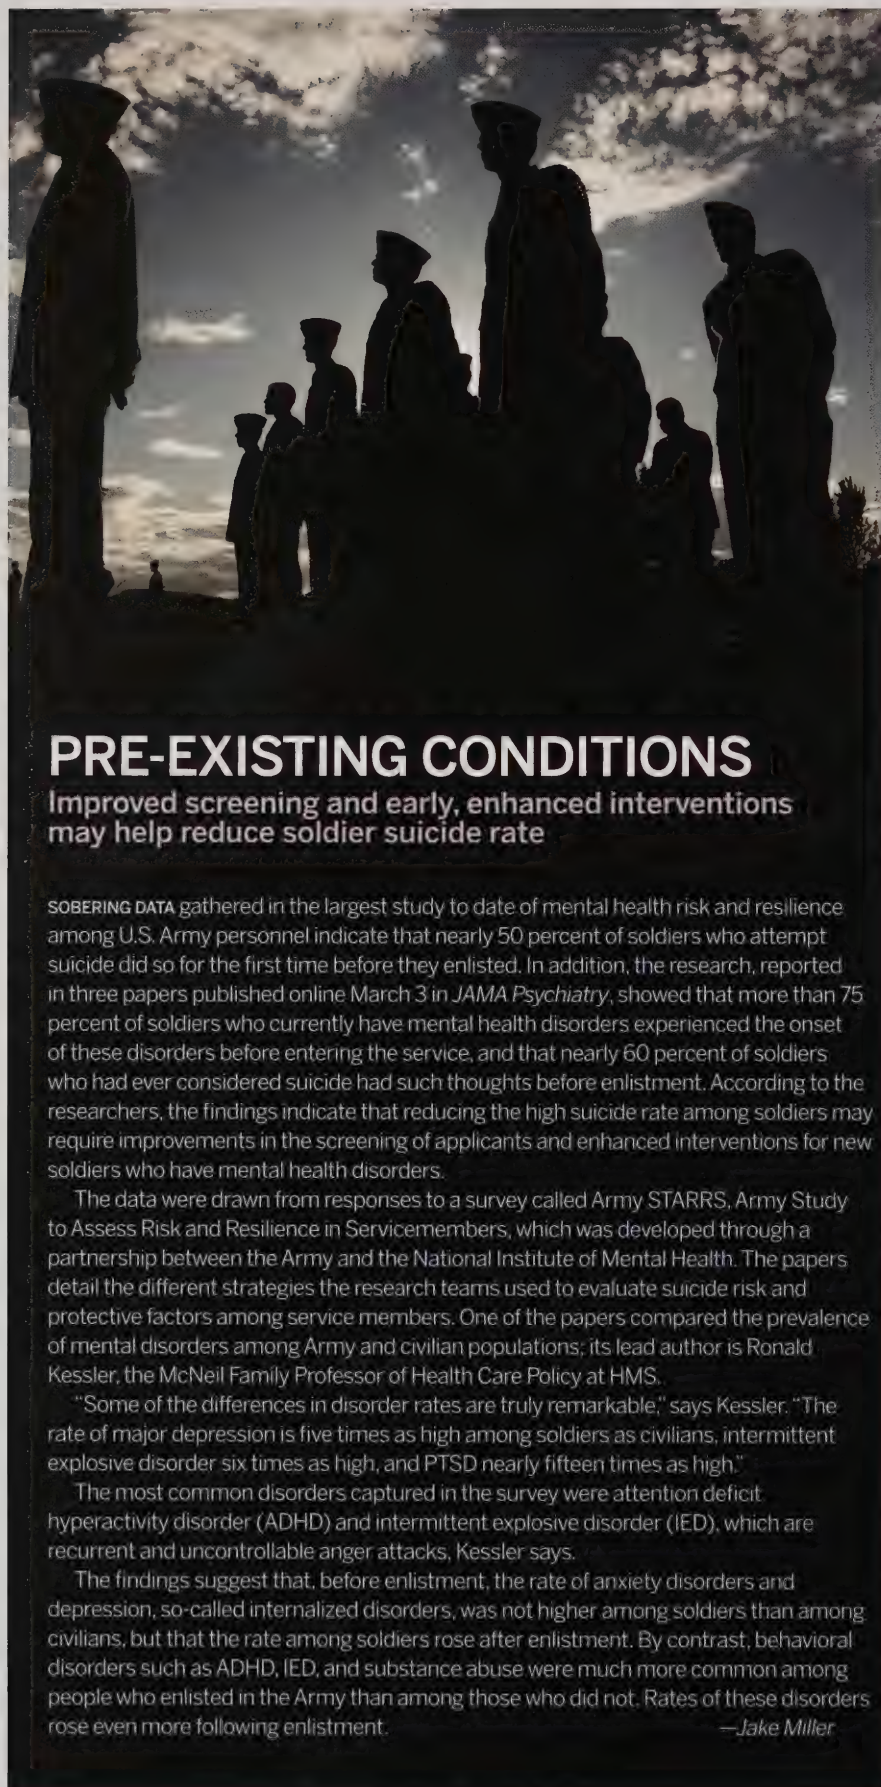 PRE-EXISTING CONDITIONS
Improved screening and early, enhanced interventions
may help reduce soldier suicide rate
SOBERING DATA gathered in the largest study to date of mental health risk and resilience
among U.S. Army personnel indicate that nearly 50 percent of soldiers who attempt
suicide did so for the first time before they enlisted. In addition, the research, reported
in three papers published online March 3 in JAMA Psychiatry, showed that more than 75
percent of soldiers who currently have mental health disorders experienced the onset
of these disorders before entering the service, and that nearly 60 percent of soldiers
who had ever considered suicide had such thoughts before enlistment. According to the
researchers, the findings indicate that reducing the high suicide rate among soldiers may
require improvements in the screening of applicants and enhanced interventions for new
soldiers who have mental health disorders.
The data were drawn from responses to a survey called Army STARRS, Army Study
to Assess Risk and Resilience in Servicemembers, which was developed through a
partnership between the Army and the National Institute of Mental Health. The papers
detail the different strategies the research teams used to evaluate suicide risk and
protective factors among service members. One of the papers compared the prevalence
of mental disorders among Army and civilian populations; its lead author is Ronald
Kessler, the McNeil Family Professor of Health Care Policy at HMS.
“Some of the differences in disorder rates are truly remarkable,” says Kessler. “The
rate of major depression is five times as high among soldiers as civilians, intermittent
explosive disorder six times as high, and PTSD nearly fifteen times as high.”
The most common disorders captured in the survey were attention deficit
hyperactivity disorder (ADHD) and intermittent explosive disorder (IED), which are
recurrent and uncontrollable anger attacks, Kessler says.
The findings suggest that, before enlistment, the rate of anxiety disorders and
depression, so-called internalized disorders, was not higher among soldiers than among
civilians, but that the rate among soldiers rose after enlistment. By contrast, behavioral
disorders such as ADHD, IED, and substance abuse were much more common among
people who enlisted in the Army than among those who did not. Rates of these disorders
rose even more following enlistment. —Jake Miller